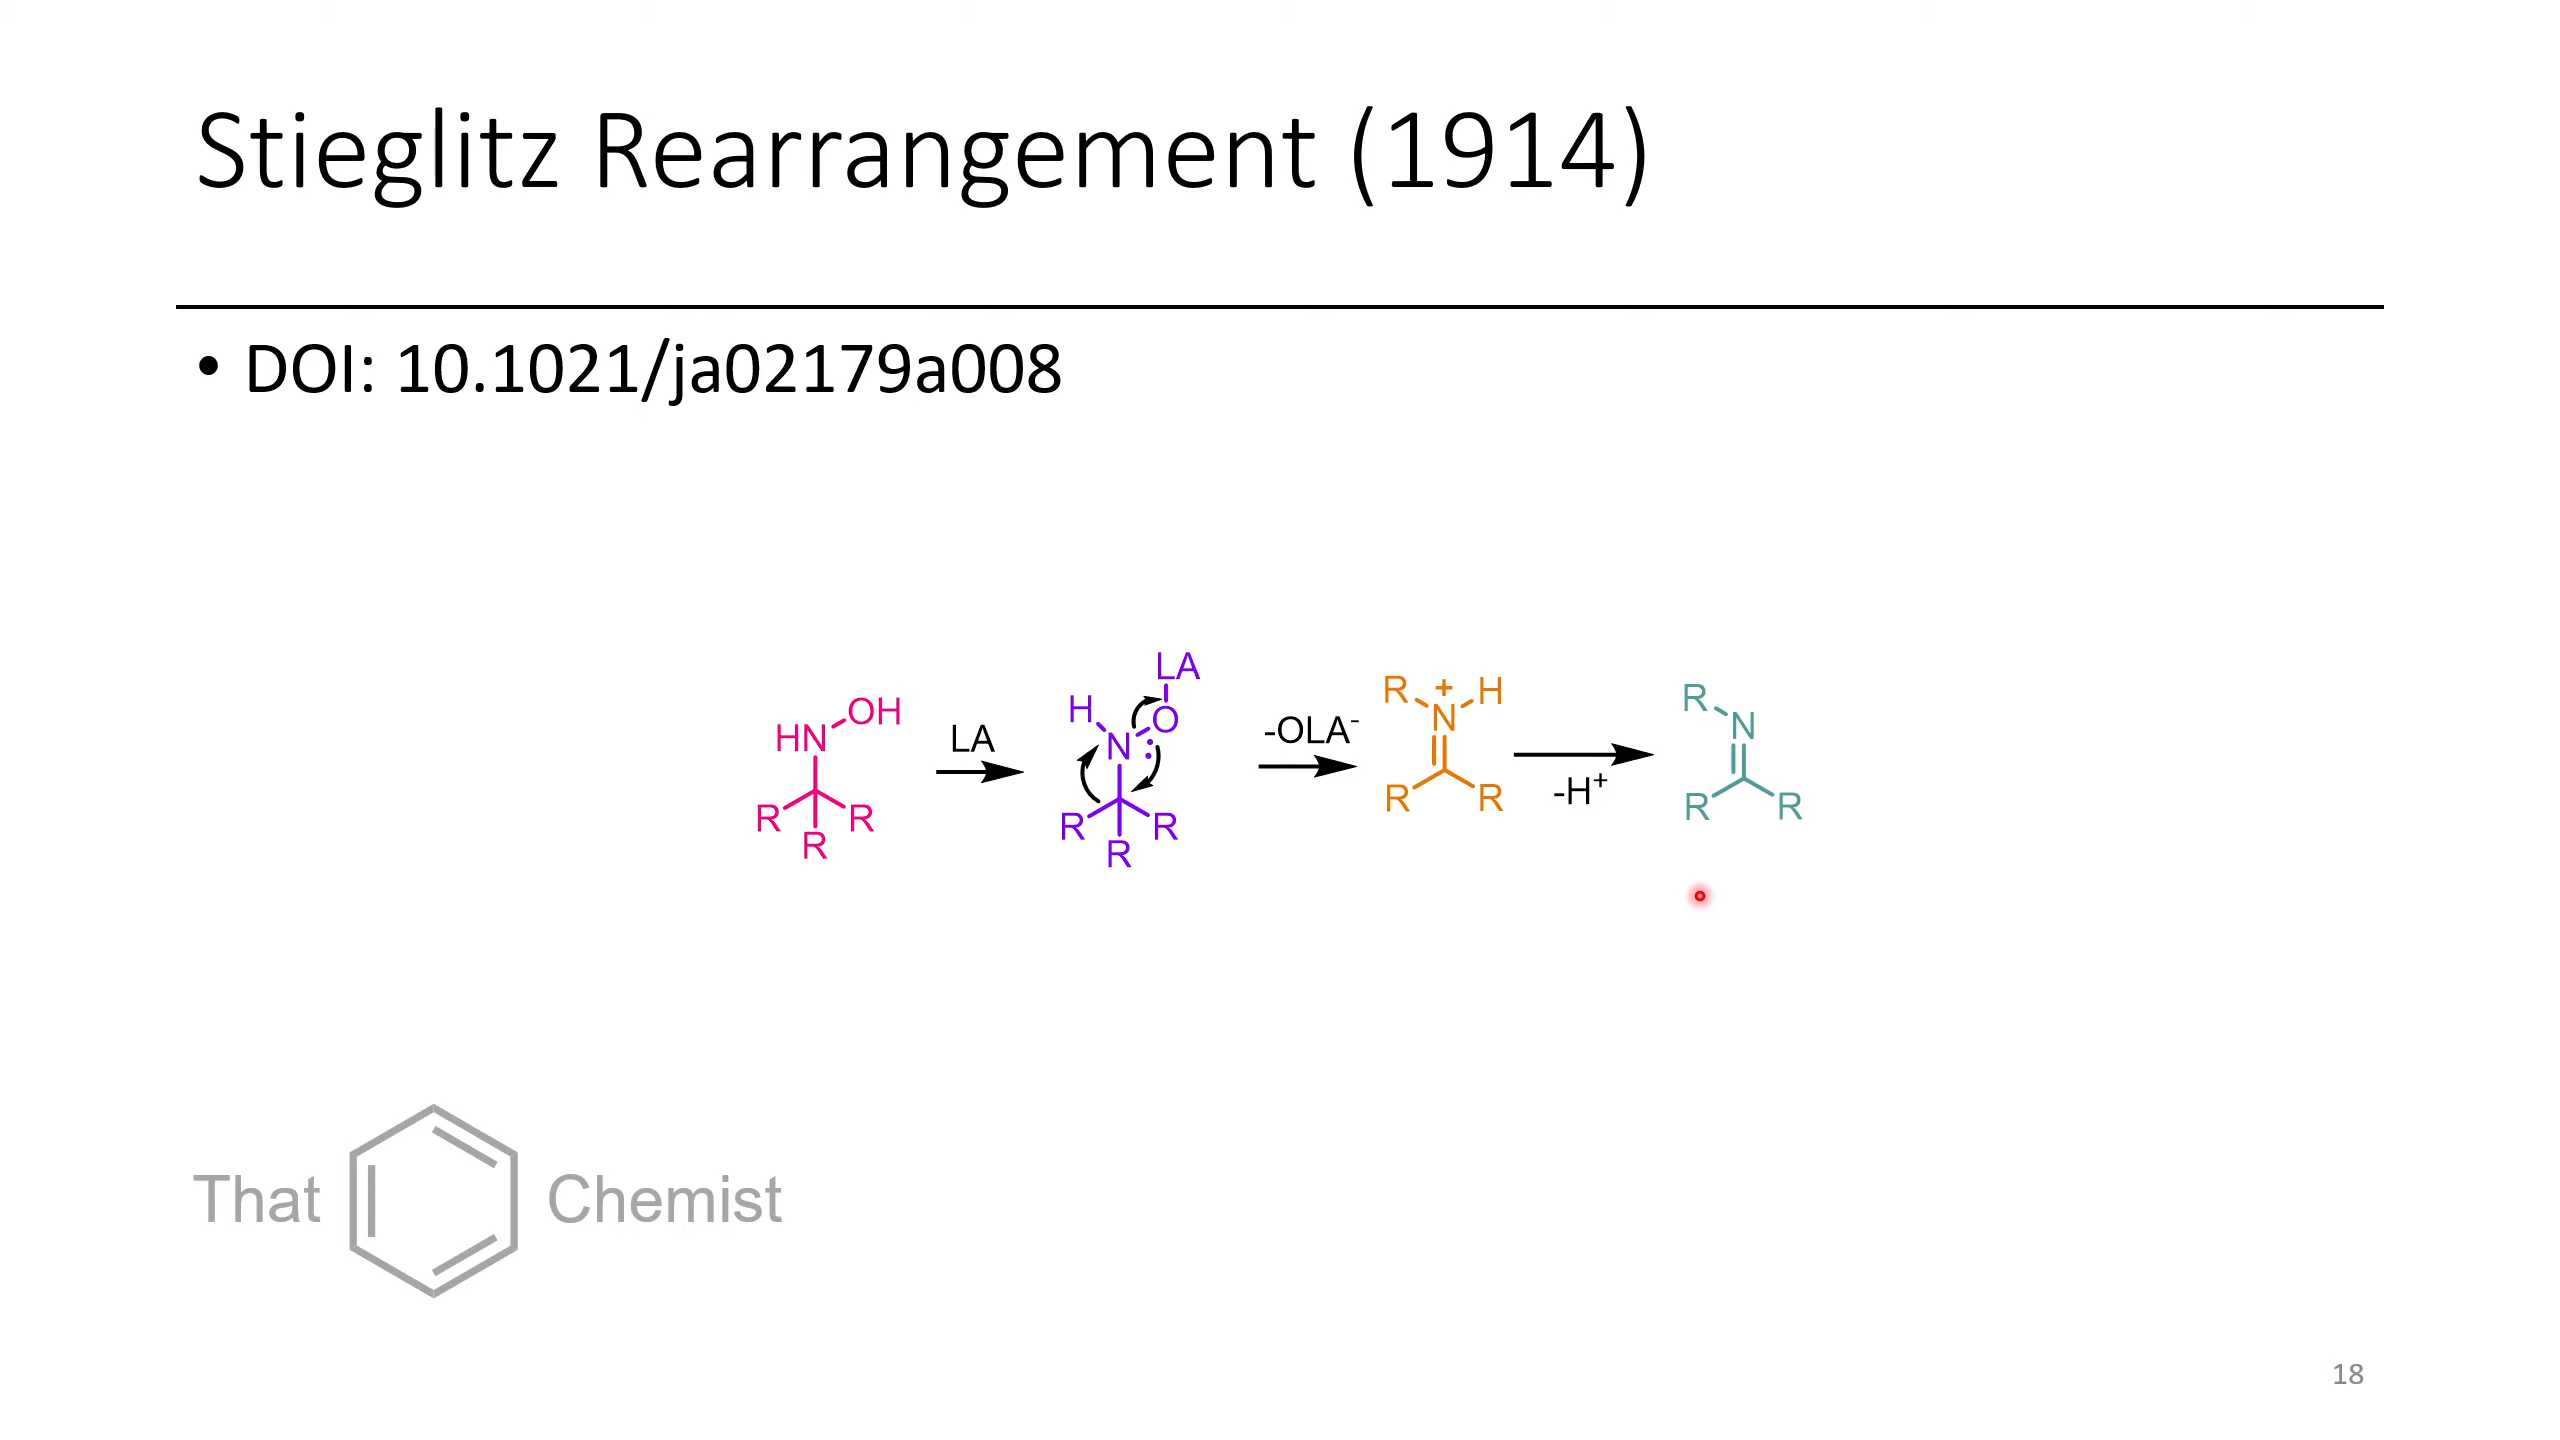 Stieglitz Rearrangement (1914)
• DOI: 10.1021/ja02179a008
HN OH
R R
R
LA
LA
H O
N
R R
R
-OLA-
R + H
N
R R
-H+
R N
R R
That Chemist
18